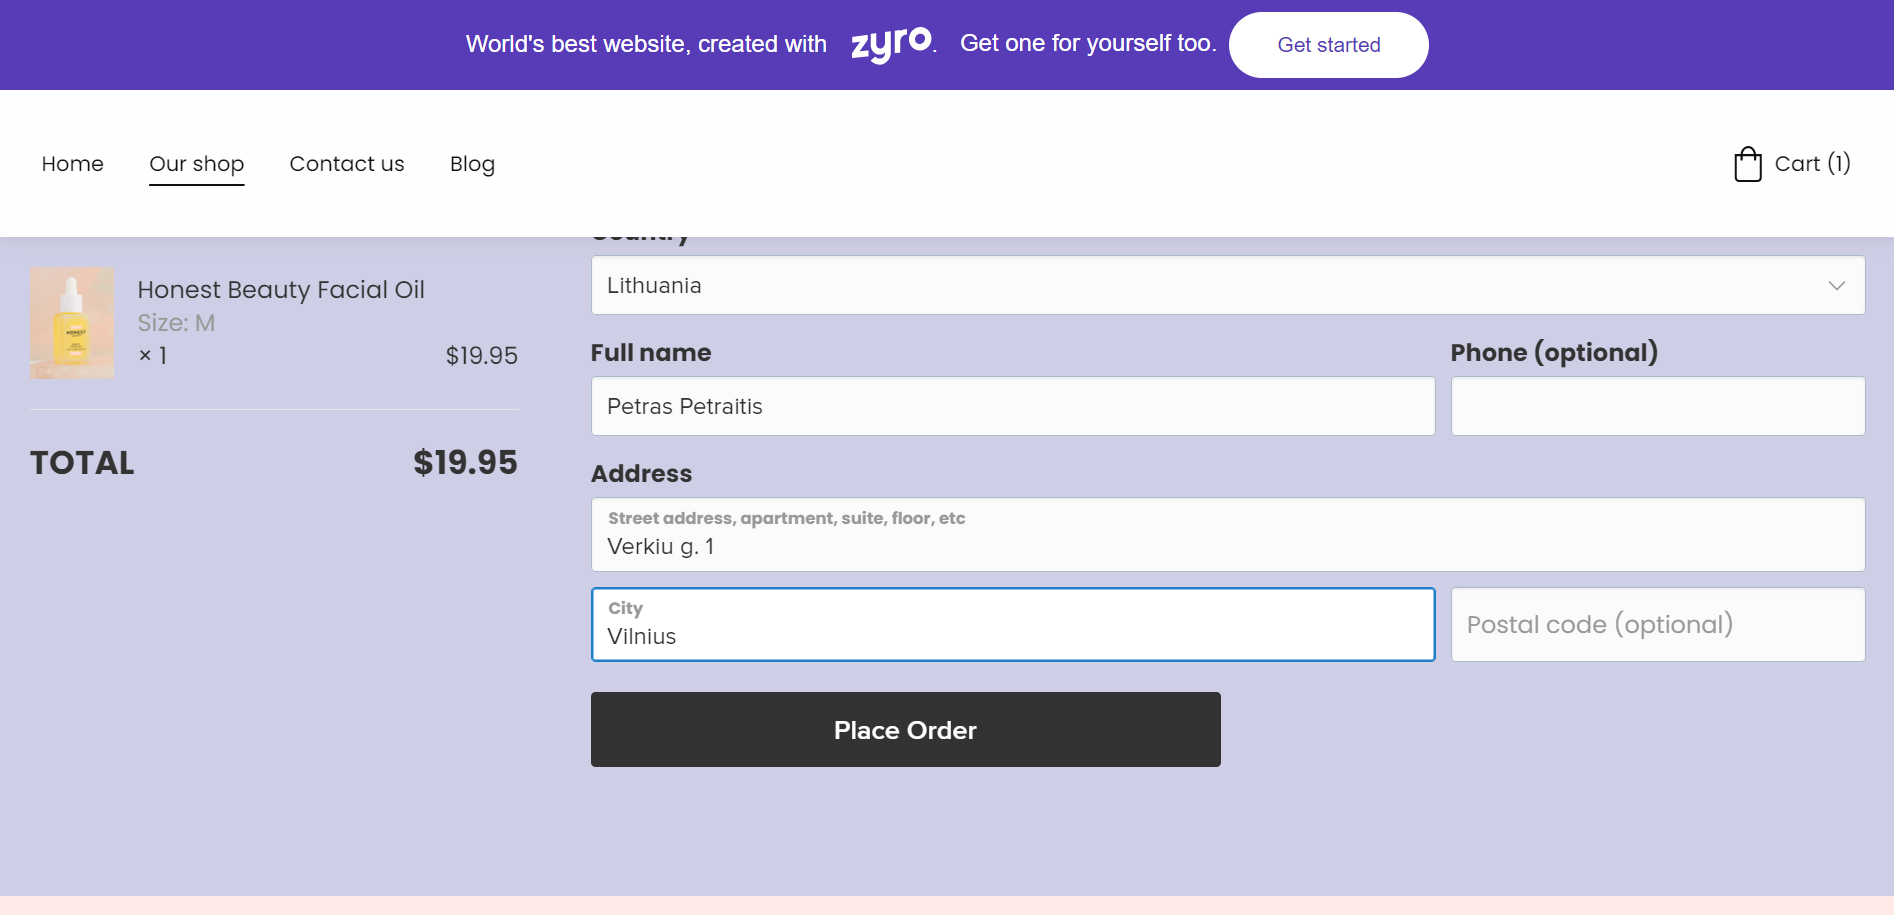 World's best website, created with zyro. Get one for yourself too. Get started
Home Our shop Contact us Blog Cart (1)
Country
Honest Beauty Facial Oil
Size: M
× 1 $19.95
TOTAL $19.95
Lithuania
Full name Phone (optional)
Petras Petraitis
Address
Street address, apartment, suite, floor, etc
Verkiu g. 1
City
Vilnius
Postal code (optional)
Place Order